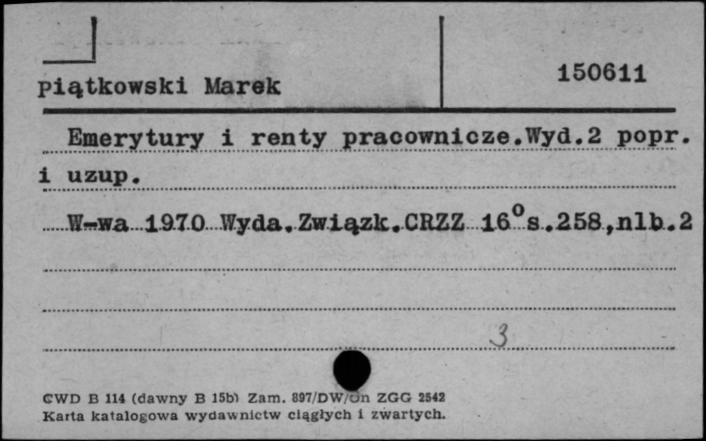 Piątkowski Marek
150611
Emerytury i renty pracownicze.Wyd.2 popr.
i uzup.
W-wa 1970 Wyda.Związk.CRZZ 16°s.258,nlb.2
3
CWD B 114 (dawny B 15b) Zam. 897/DW/Dn ZGG 2542
Karta katalogowa wydawnictw ciągłych i zwartych.